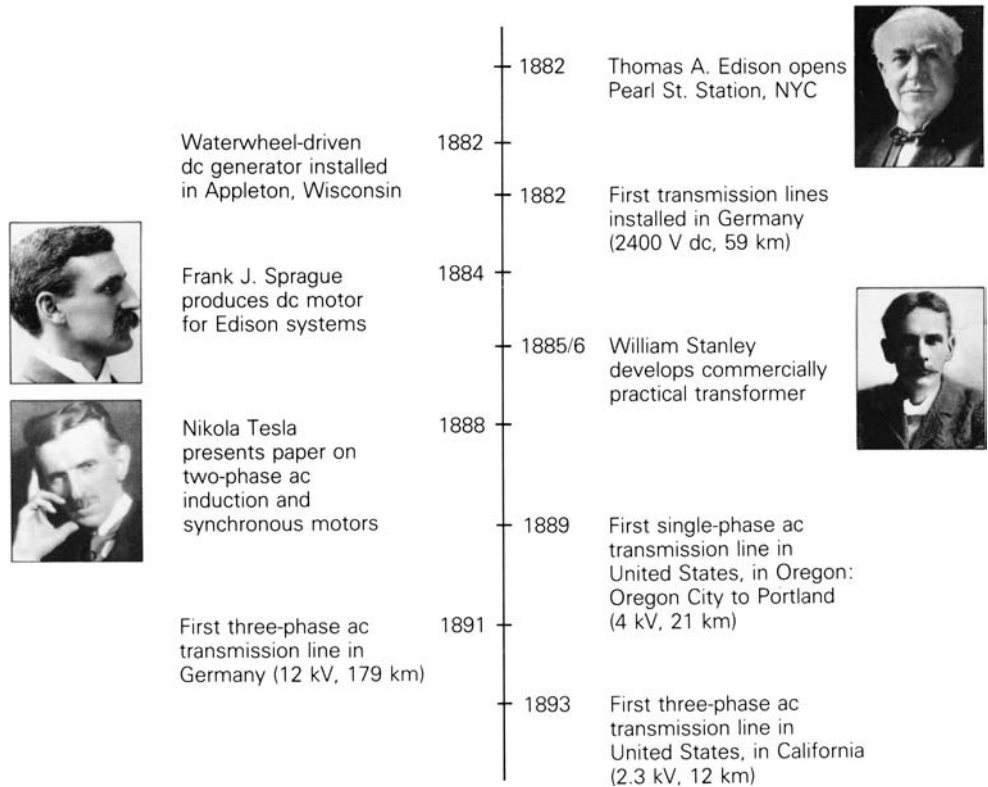 1882
Thomas A. Edison opens
Pearl St. Station, NYC
Waterwheel-driven
dc generator installed
in Appleton, Wisconsin
1882
1882
First transmission lines
installed in Germany
(2400 V dc, 59 km)
Frank J. Sprague
produces dc motor
for Edison systems
1884
1885/6
William Stanley
develops commercially
practical transformer
Nikola Tesla
presents paper on
two-phase ac
induction and
synchronous motors
1888
1889
First single-phase ac
transmission line in
United States, in Oregon:
Oregon City to Portland
(4 kV, 21 km)
First three-phase ac
transmission line in
Germany (12 kV, 179 km)
1891
1893
First three-phase ac
transmission line in
United States, in California
(2.3 kV, 12 km)